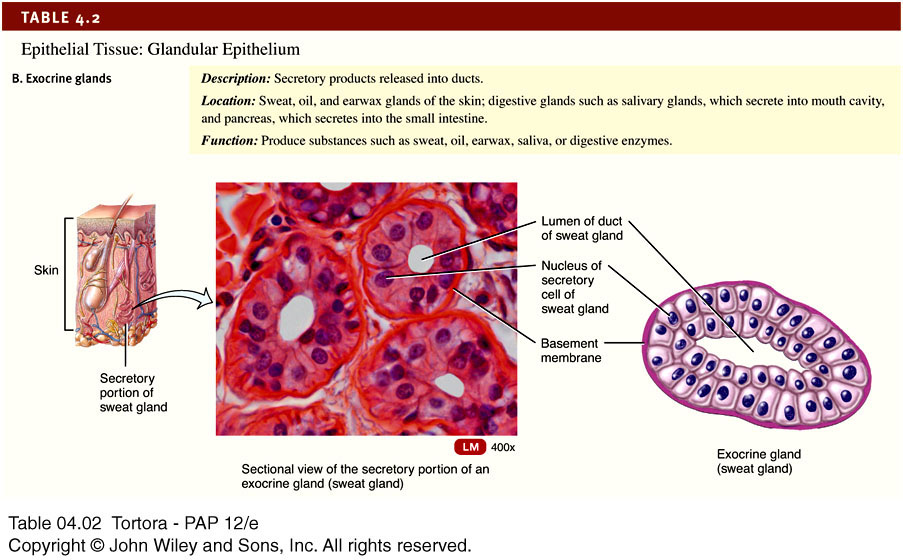 TABLE 4.2
Epithelial Tissue: Glandular Epithelium
B. Exocrine glands
Description: Secretory products released into ducts.
Location: Sweat, oil, and earwax glands of the skin; digestive glands such as salivary glands, which secrete into mouth cavity,
and pancreas, which secretes into the small intestine.
Function: Produce substances such as sweat, oil, earwax, saliva, or digestive enzymes.
Skin
Secretory
portion of
sweat gland
Lumen of duct
of sweat gland
Nucleus of
secretory
cell of
sweat gland
Basement
membrane
LM 400x
Sectional view of the secretory portion of an
exocrine gland (sweat gland)
Exocrine gland
(sweat gland)
Table 04.02 Tortora - PAP 12/e
Copyright © John Wiley and Sons, Inc. All rights reserved.